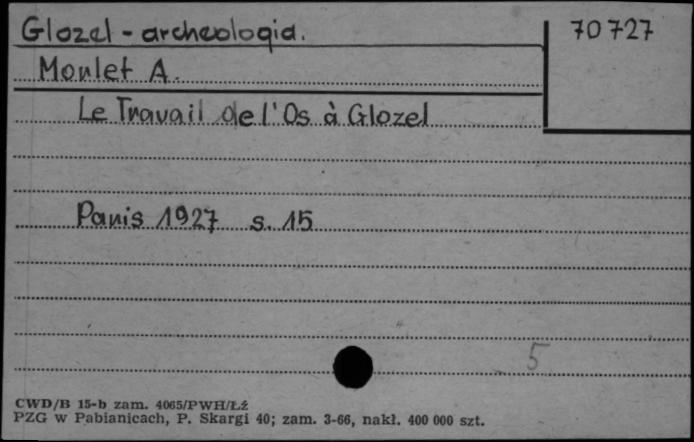 Glozel - archeologia.
70727
Morlet A.
Le Travail de l'Os à Glozel
Paris 1927 s. 15
5
CWD/B 15-b zam. 4065/PWH/Łź
PZG w Pabianicach, P. Skargi 40; zam. 3-66, nakł. 400 000 szt.